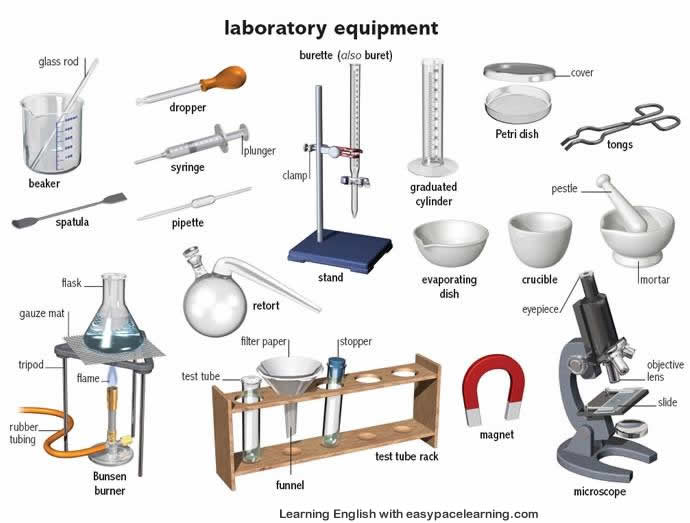 laboratory equipment
glass rod
beaker
dropper
syringe
plunger
burette (also buret)
clamp
stand
graduated
cylinder
cover
Petri dish
tongs
spatula
pipette
retort
evaporating
dish
crucible
pestle
mortar
flask
gauze mat
tripod
flame
rubber
tubing
Bunsen
burner
filter paper
stopper
test tube
funnel
test tube rack
magnet
eyepiece
objective
lens
slide
microscope
Learning English with easypacelearning.com